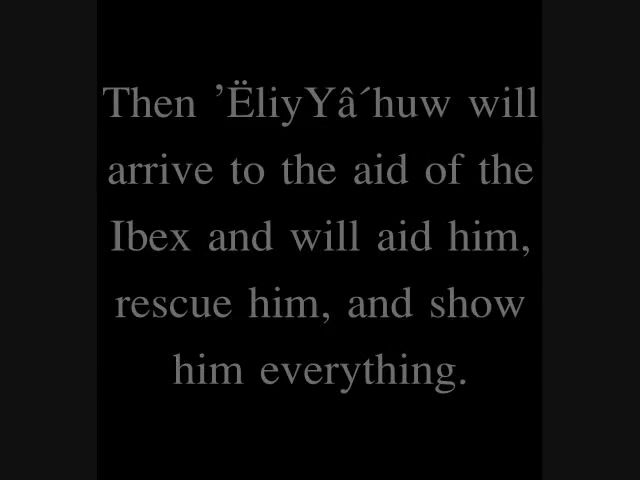 Then ’ËliyYâ´huw will
arrive to the aid of the
Ibex and will aid him,
rescue him, and show
him everything.